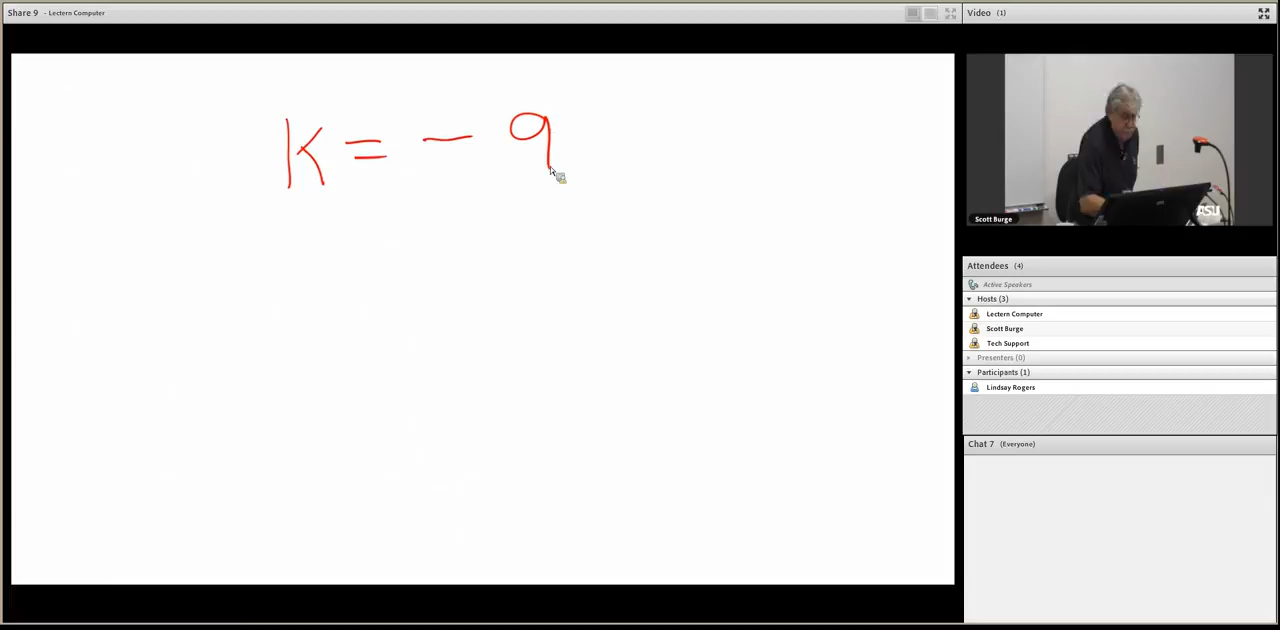 Share 9 - Lectern Computer
Video (1)
K = - q
ASU
Scott Burge
Attendees (4)
Active Speakers
Hosts (3)
Lectern Computer
Scott Burge
Tech Support
Presenters (0)
Participants (1)
Lindsay Rogers
Chat 7 (Everyone)